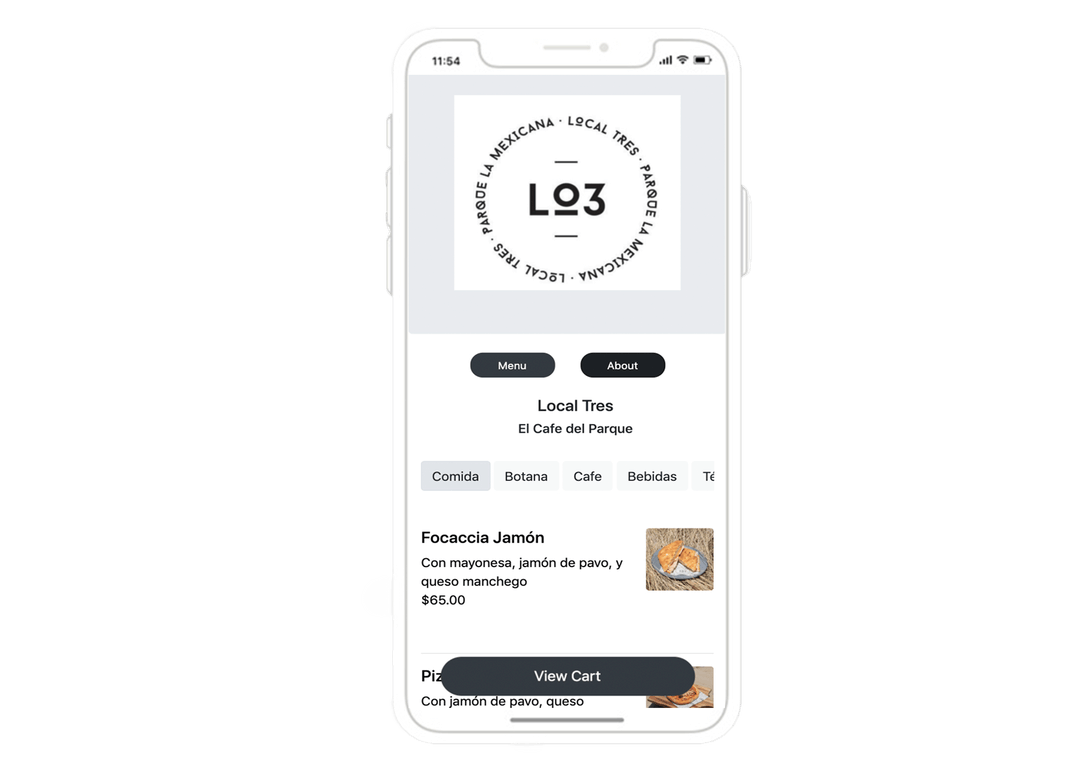 11:54
LOCAL TRES · PARQUE LA MEXICANA · LOCAL TRES · PARQUE LA MEXICANA ·
LO3
Menu
About
Local Tres
El Cafe del Parque
Comida
Botana
Cafe
Bebidas
Té
Focaccia Jamón
Con mayonesa, jamón de pavo, y
queso manchego
$65.00
Piz
View Cart
Con jamón de pavo, queso